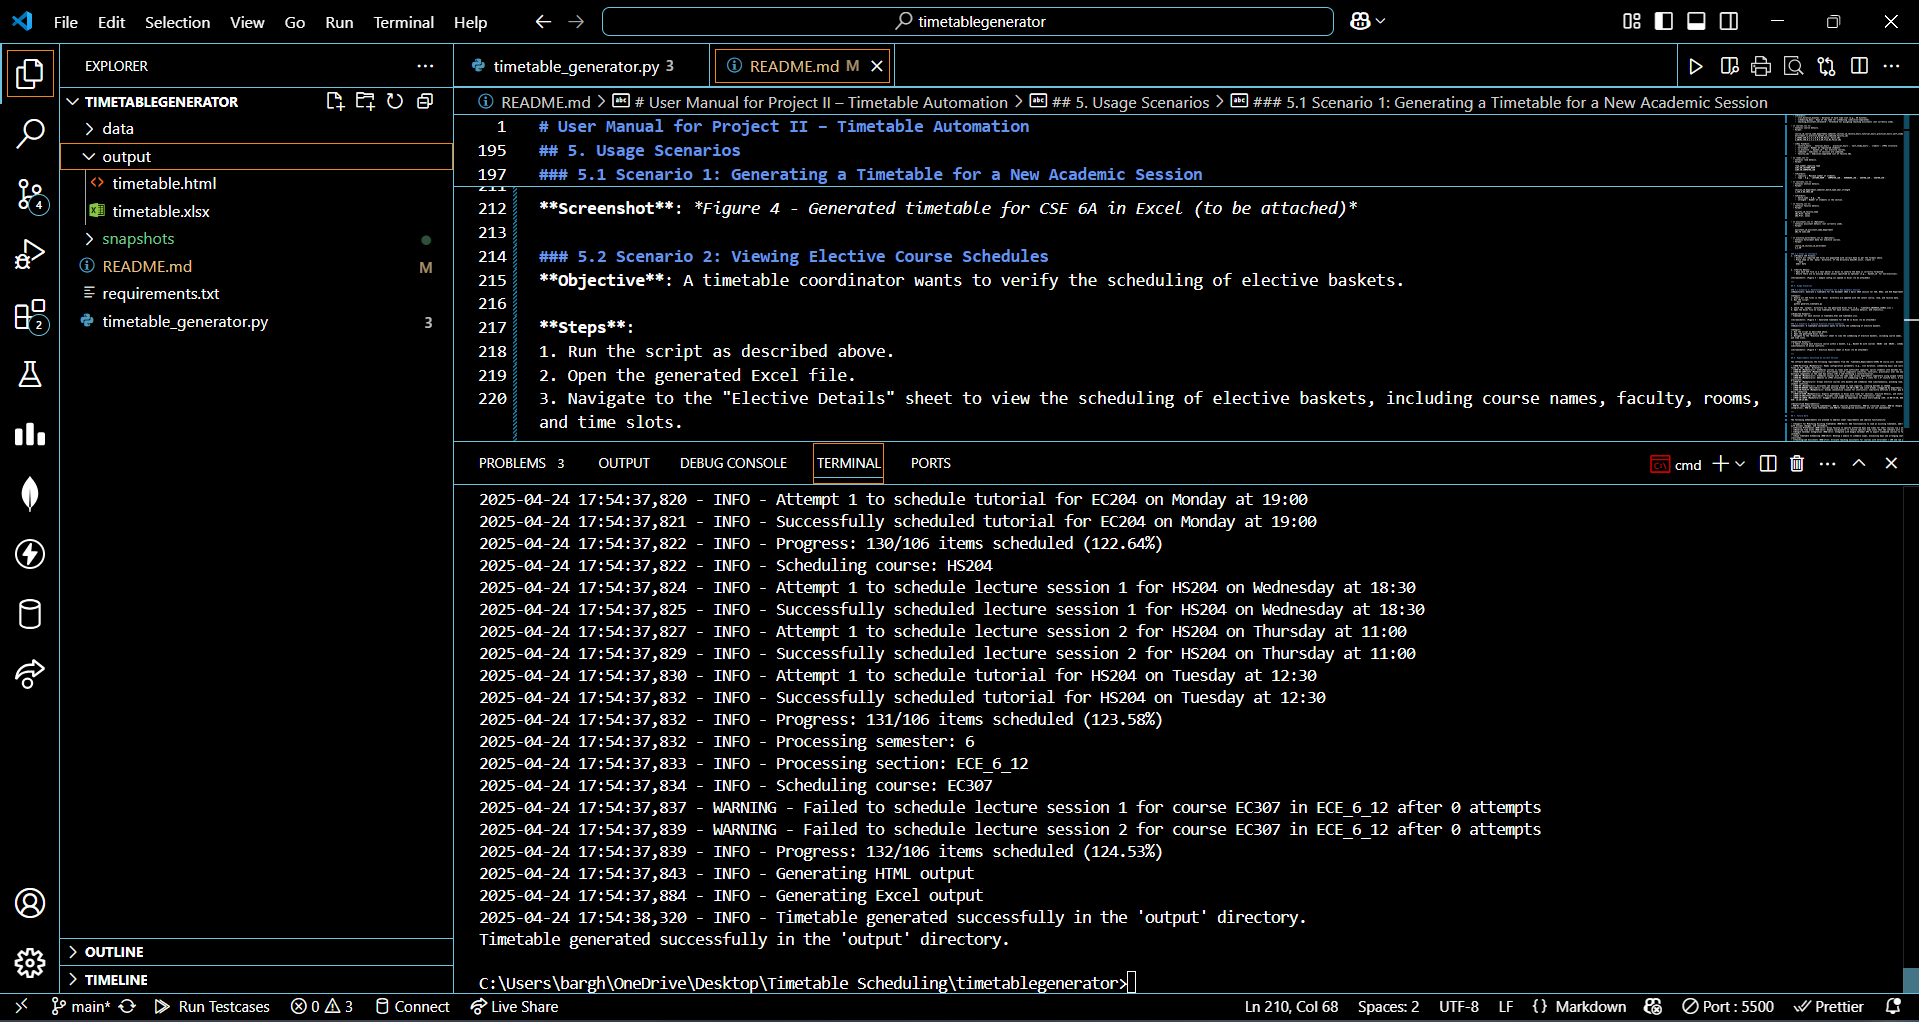 File Edit Selection View Go Run Terminal Help
timetablegenerator
EXPLORER
TIMETABLEGENERATOR
data
output
timetable.html
timetable.xlsx
snapshots
README.md M
requirements.txt
timetable_generator.py 3
OUTLINE
TIMELINE
4
2
timetable_generator.py 3
README.md M
README.md > # User Manual for Project II – Timetable Automation > ## 5. Usage Scenarios > ### 5.1 Scenario 1: Generating a Timetable for a New Academic Session
1 # User Manual for Project II – Timetable Automation
195 ## 5. Usage Scenarios
197 ### 5.1 Scenario 1: Generating a Timetable for a New Academic Session
212 **Screenshot**: *Figure 4 - Generated timetable for CSE 6A in Excel (to be attached)*
213
214 ### 5.2 Scenario 2: Viewing Elective Course Schedules
215 **Objective**: A timetable coordinator wants to verify the scheduling of elective baskets.
216
217 **Steps**:
218 1. Run the script as described above.
219 2. Open the generated Excel file.
220 3. Navigate to the "Elective Details" sheet to view the scheduling of elective baskets, including course names, faculty, rooms,
and time slots.
PROBLEMS 3 OUTPUT DEBUG CONSOLE TERMINAL PORTS
cmd
2025-04-24 17:54:37,820 - INFO - Attempt 1 to schedule tutorial for EC204 on Monday at 19:00
2025-04-24 17:54:37,821 - INFO - Successfully scheduled tutorial for EC204 on Monday at 19:00
2025-04-24 17:54:37,822 - INFO - Progress: 130/106 items scheduled (122.64%)
2025-04-24 17:54:37,822 - INFO - Scheduling course: HS204
2025-04-24 17:54:37,824 - INFO - Attempt 1 to schedule lecture session 1 for HS204 on Wednesday at 18:30
2025-04-24 17:54:37,825 - INFO - Successfully scheduled lecture session 1 for HS204 on Wednesday at 18:30
2025-04-24 17:54:37,827 - INFO - Attempt 1 to schedule lecture session 2 for HS204 on Thursday at 11:00
2025-04-24 17:54:37,829 - INFO - Successfully scheduled lecture session 2 for HS204 on Thursday at 11:00
2025-04-24 17:54:37,830 - INFO - Attempt 1 to schedule tutorial for HS204 on Tuesday at 12:30
2025-04-24 17:54:37,832 - INFO - Successfully scheduled tutorial for HS204 on Tuesday at 12:30
2025-04-24 17:54:37,832 - INFO - Progress: 131/106 items scheduled (123.58%)
2025-04-24 17:54:37,832 - INFO - Processing semester: 6
2025-04-24 17:54:37,833 - INFO - Processing section: ECE_6_12
2025-04-24 17:54:37,834 - INFO - Scheduling course: EC307
2025-04-24 17:54:37,837 - WARNING - Failed to schedule lecture session 1 for course EC307 in ECE_6_12 after 0 attempts
2025-04-24 17:54:37,839 - WARNING - Failed to schedule lecture session 2 for course EC307 in ECE_6_12 after 0 attempts
2025-04-24 17:54:37,839 - INFO - Progress: 132/106 items scheduled (124.53%)
2025-04-24 17:54:37,843 - INFO - Generating HTML output
2025-04-24 17:54:37,884 - INFO - Generating Excel output
2025-04-24 17:54:38,320 - INFO - Timetable generated successfully in the 'output' directory.
Timetable generated successfully in the 'output' directory.
C:\Users\bargh\OneDrive\Desktop\Timetable Scheduling\timetablegenerator>
main* Run Testcases 0 3 Connect Live Share Ln 210, Col 68 Spaces: 2 UTF-8 LF {} Markdown Port : 5500 Prettier